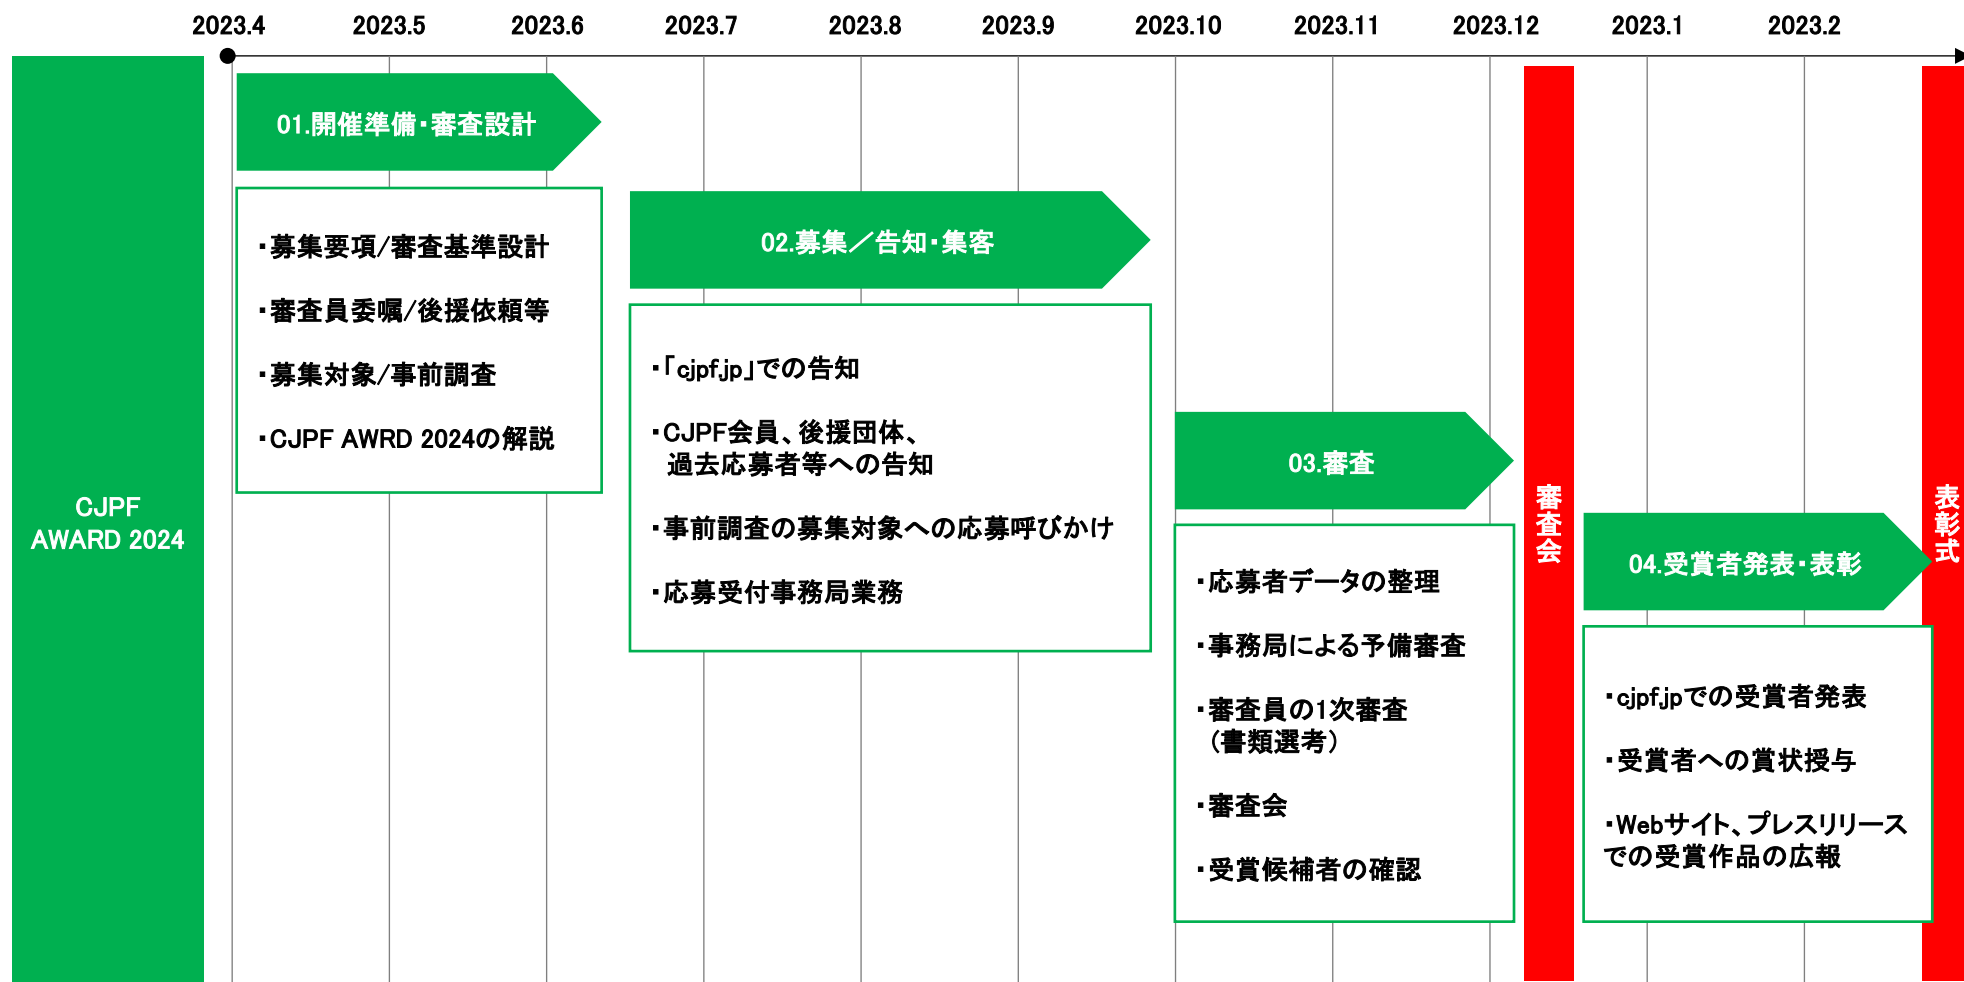 2023.4 2023.5 2023.6 2023.7 2023.8 2023.9 2023.10 2023.11 2023.12 2023.1 2023.2
CJPF
AWARD 2024
01.開催準備・審査設計
・募集要項/審査基準設計
・審査員委嘱/後援依頼等
・募集対象/事前調査
・CJPF AWRD 2024の解説
02.募集／告知・集客
・「cjpf.jp」での告知
・CJPF会員、後援団体、
過去応募者等への告知
・事前調査の募集対象への応募呼びかけ
・応募受付事務局業務
03.審査
・応募者データの整理
・事務局による予備審査
・審査員の1次審査
（書類選考）
・審査会
・受賞候補者の確認
審査会
04.受賞者発表・表彰
・cjpf.jpでの受賞者発表
・受賞者への賞状授与
・Webサイト、プレスリリース
での受賞作品の広報
表彰式